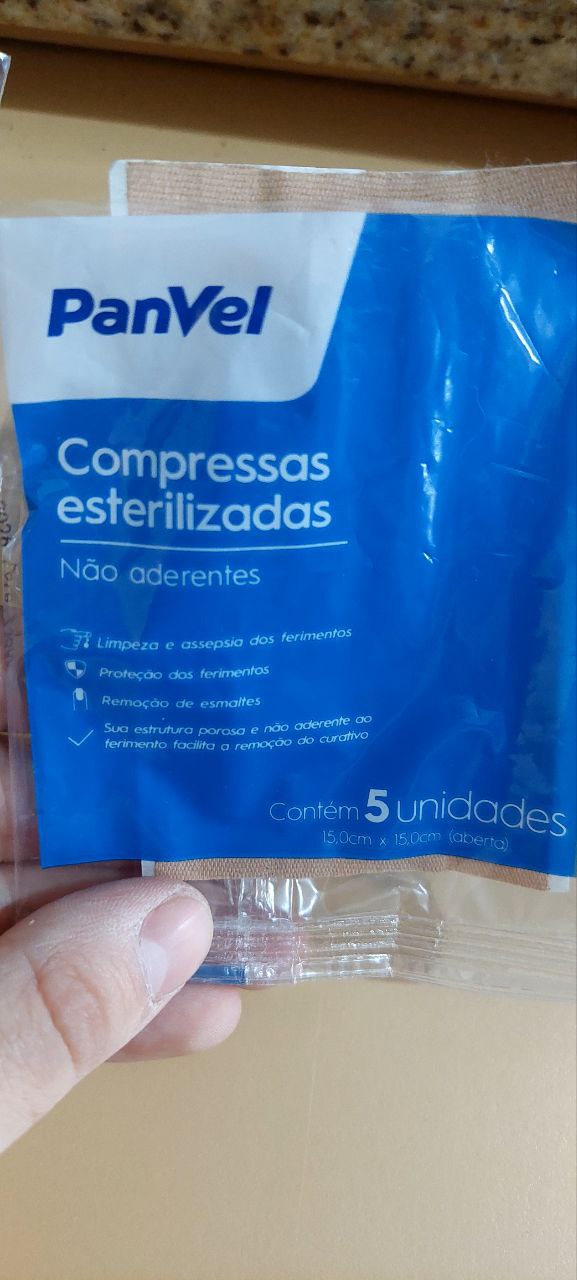 PanVel
Compressas
esterilizadas
Não aderentes
Limpeza e assepsia dos ferimentos
Proteção dos ferimentos
Remoção de esmaltes
Sua estrutura porosa e não aderente ao
ferimento facilita a remoção do curativo
Contém 5 unidades
15,0cm x 15,0cm (aberta)